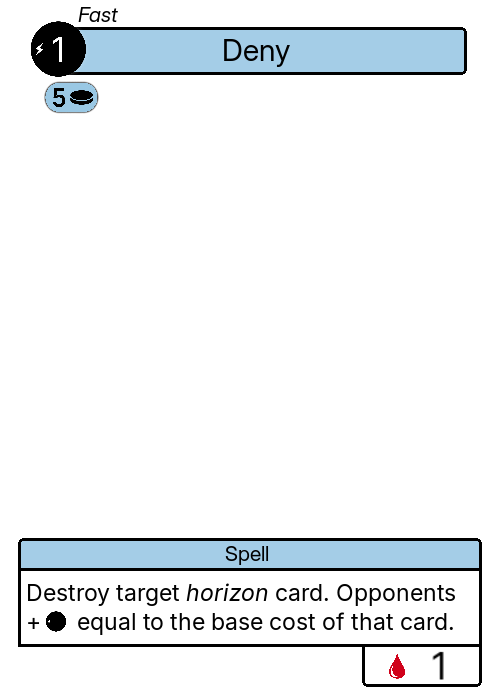 Fast
1
Deny
5
Spell
Destroy target horizon card. Opponents
+ equal to the base cost of that card.
1